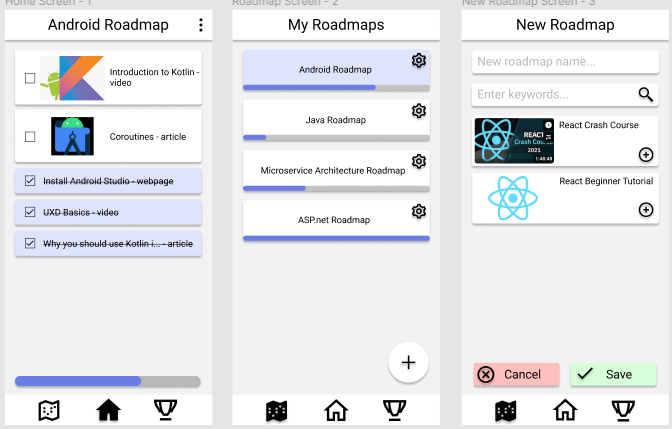 Home Screen - 1
Android Roadmap
Introduction to Kotlin -
video
Coroutines - article
Install Android Studio - webpage
UXD Basics - video
Why you should use Kotlin i... - article
Roadmap Screen - 2
My Roadmaps
Android Roadmap
Java Roadmap
Microservice Architecture Roadmap
ASP.net Roadmap
New Roadmap Screen - 3
New Roadmap
New roadmap name...
Enter keywords...
REACT
Crash Cou...
2021
1:48:48
React Crash Course
React Beginner Tutorial
Cancel
Save